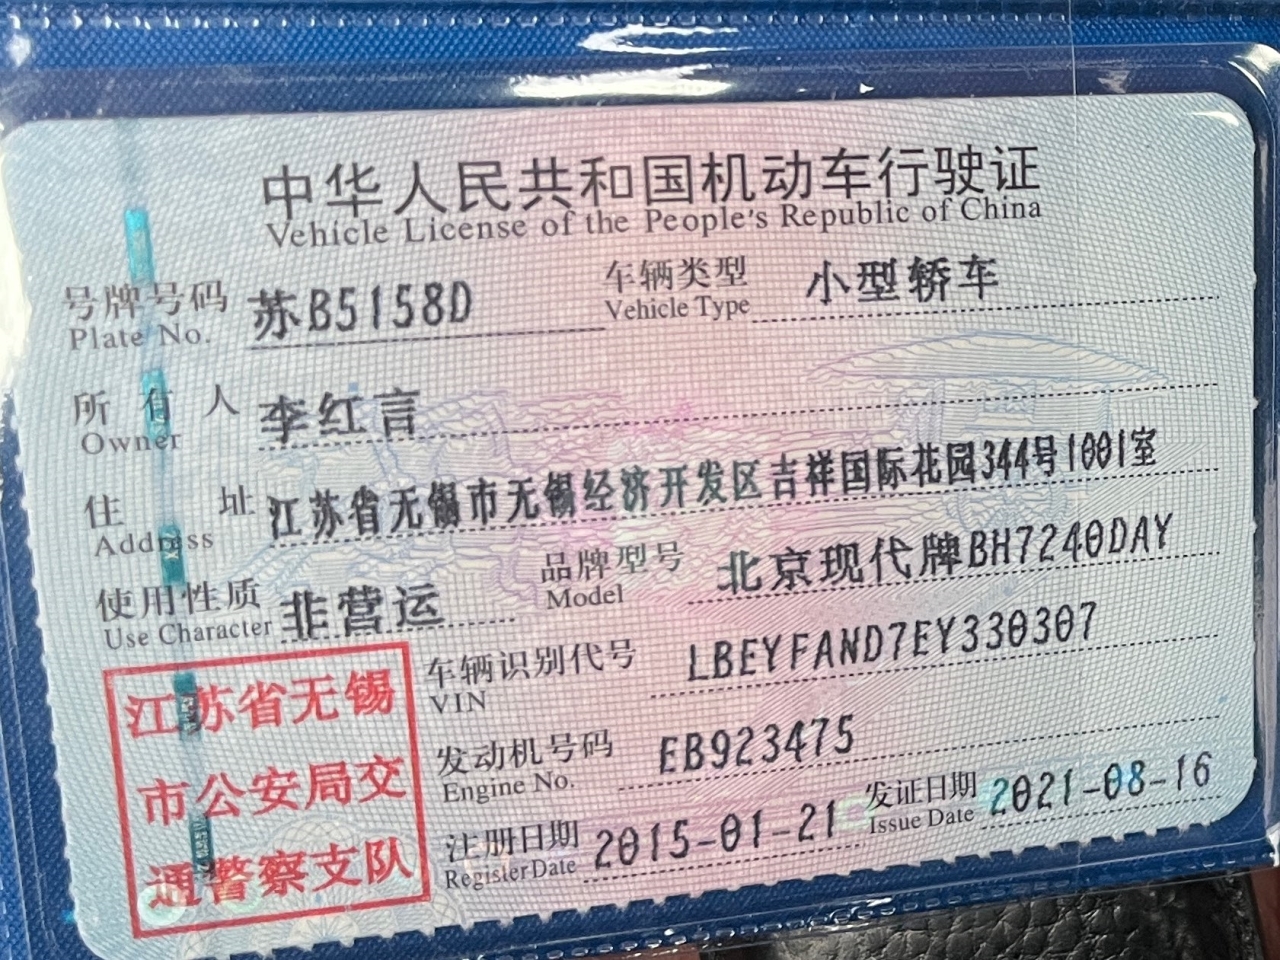 中华人民共和国机动车行驶证
Vehicle License of the People's Republic of China
号牌号码 苏B5158D 车辆类型 小型轿车
Plate No. Vehicle Type
所有人 李红言
Owner
住址 江苏省无锡市无锡经济开发区吉祥国际花园344号1001室
Address
使用性质 非营运 品牌型号 北京现代牌BH7240DAY
Use Character Model
车辆识别代号 LBEYFAND7EY330307
VIN
发动机号码 EB923475
Engine No.
注册日期 2015-01-21 发证日期 2021-08-16
Register Date Issue Date
江苏省无锡
市公安局交
通警察支队